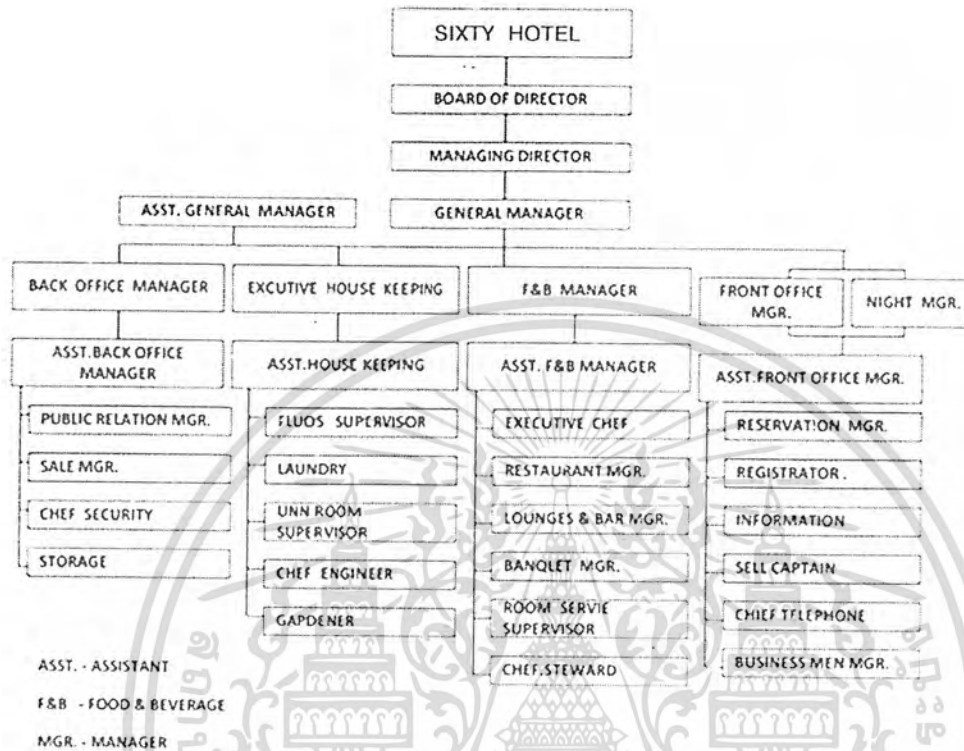 SIXTY HOTEL
BOARD OF DIRECTOR
MANAGING DIRECTOR
ASST. GENERAL MANAGER
GENERAL MANAGER
BACK OFFICE MANAGER
EXCUTIVE HOUSE KEEPING
F&B MANAGER
FRONT OFFICE
MGR.
NIGHT MGR.
ASST.BACK OFFICE
MANAGER
ASST.HOUSE KEEPING
ASST. F&B MANAGER
ASST.FRONT OFFICE MGR.
PUBLIC RELATION MGR.
SALE MGR.
CHEF SECURITY
STORAGE
FLUOS SUPERVISOR
LAUNDRY
UNN ROOM
SUPERVISOR
CHEF ENGINEER
GAPDENER
EXECUTIVE CHEF
RESTAURANT MGR.
LOUNGES & BAR MGR.
BANQLET MGR.
ROOM SERVIE
SUPERVISOR
CHEF.STEWARD
RESERVATION MGR.
REGISTRATOR.
INFORMATION
SELL CAPTAIN
CHIEF TELEPHONE
BUSINESS MEN MGR.
ASST. - ASSISTANT
F&B - FOOD & BEVERAGE
MGR. - MANAGER